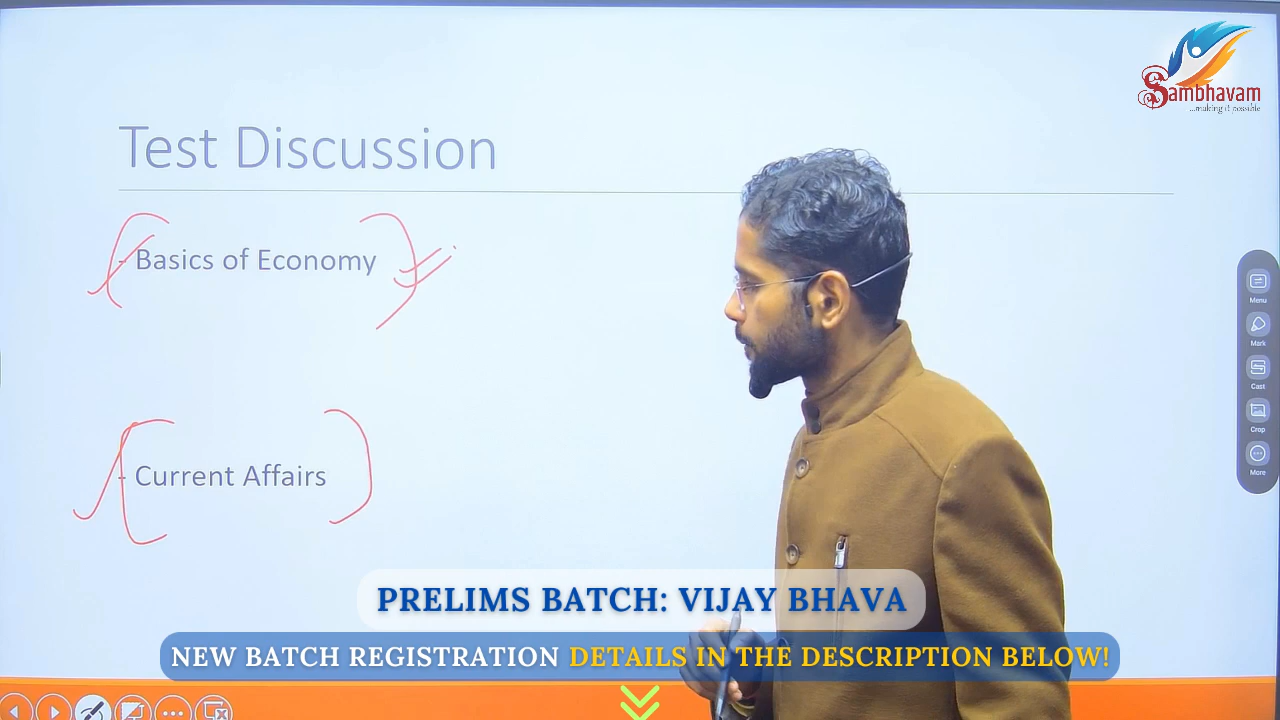 Sambhavam
...making it possible
Test Discussion
- Basics of Economy
- Current Affairs
Menu
Mark
Cast
Crop
More
PRELIMS BATCH: VIJAY BHAVA
NEW BATCH REGISTRATION DETAILS IN THE DESCRIPTION BELOW!